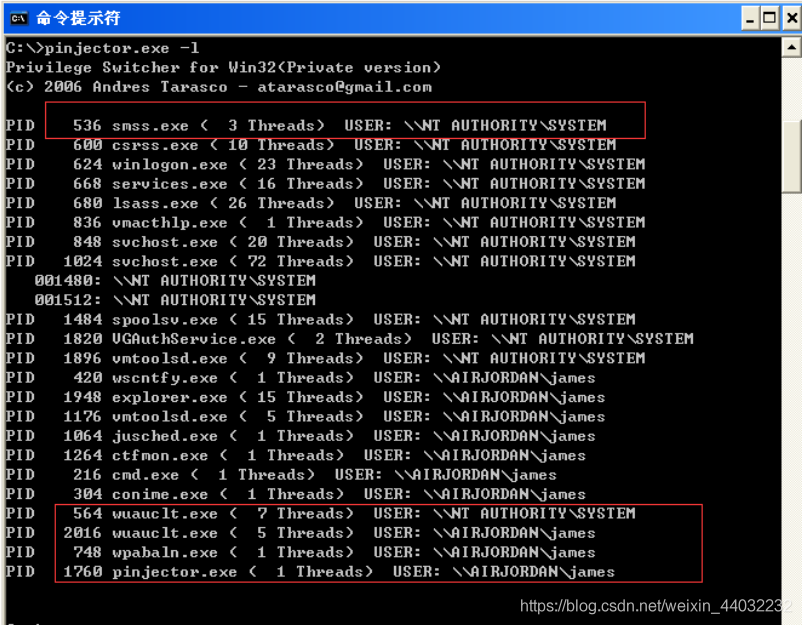 命令提示符
C:\>pinjector.exe -l
Privilege Switcher for Win32(Private version)
(c) 2006 Andres Tarasco - atarasco@gmail.com
PID    536 smss.exe (  3 Threads)  USER: \\NT AUTHORITY\SYSTEM
PID    600 csrss.exe ( 10 Threads)  USER: \\NT AUTHORITY\SYSTEM
PID    624 winlogon.exe ( 23 Threads)  USER: \\NT AUTHORITY\SYSTEM
PID    668 services.exe ( 16 Threads)  USER: \\NT AUTHORITY\SYSTEM
PID    680 lsass.exe ( 26 Threads)  USER: \\NT AUTHORITY\SYSTEM
PID    836 vmacthlp.exe (  1 Threads)  USER: \\NT AUTHORITY\SYSTEM
PID    848 svchost.exe ( 20 Threads)  USER: \\NT AUTHORITY\SYSTEM
PID   1024 svchost.exe ( 72 Threads)  USER: \\NT AUTHORITY\SYSTEM
   001480: \\NT AUTHORITY\SYSTEM
   001512: \\NT AUTHORITY\SYSTEM
PID   1484 spoolsv.exe ( 15 Threads)  USER: \\NT AUTHORITY\SYSTEM
PID   1820 VGAuthService.exe (  2 Threads)  USER: \\NT AUTHORITY\SYSTEM
PID   1896 vmtoolsd.exe (  9 Threads)  USER: \\NT AUTHORITY\SYSTEM
PID    420 wscntfy.exe (  1 Threads)  USER: \\AIRJORDAN\james
PID   1948 explorer.exe ( 15 Threads)  USER: \\AIRJORDAN\james
PID   1176 vmtoolsd.exe (  5 Threads)  USER: \\AIRJORDAN\james
PID   1064 jusched.exe (  1 Threads)  USER: \\AIRJORDAN\james
PID   1264 ctfmon.exe (  1 Threads)  USER: \\AIRJORDAN\james
PID    216 cmd.exe (  1 Threads)  USER: \\AIRJORDAN\james
PID    304 conime.exe (  1 Threads)  USER: \\AIRJORDAN\james
PID    564 wuauclt.exe (  7 Threads)  USER: \\NT AUTHORITY\SYSTEM
PID   2016 wuauclt.exe (  5 Threads)  USER: \\AIRJORDAN\james
PID    748 wpabaln.exe (  1 Threads)  USER: \\AIRJORDAN\james
PID   1760 pinjector.exe (  1 Threads)  USER: \\AIRJORDAN\james
https://blog.csdn.net/weixin_44032232